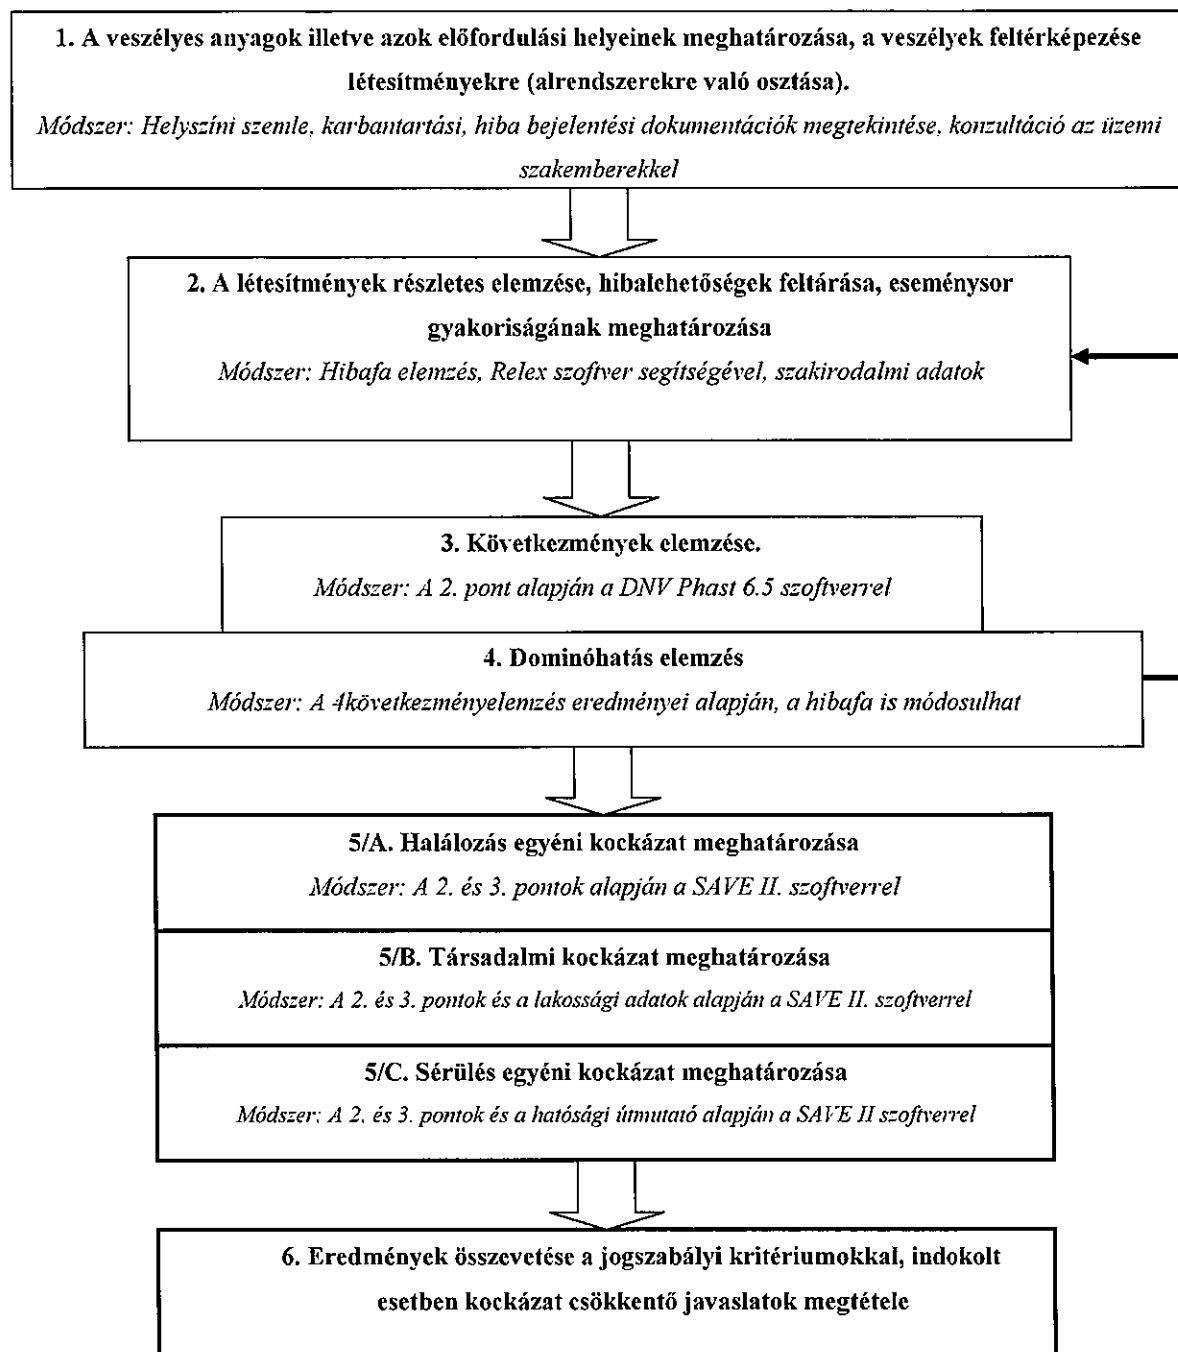 1. A veszélyes anyagok illetve azok előfordulási helyeinek meghatározása, a veszélyek feltérképezése
létesítményekre (alrendszerekre való osztása).
Módszer: Helyszíni szemle, karbantartási, hiba bejelentési dokumentációk megtekintése, konzultáció az üzemi
szakemberekkel
2. A létesítmények részletes elemzése, hibalehetőségek feltárása, eseménysor
gyakoriságának meghatározása
Módszer: Hibafa elemzés, Relex szoftver segítségével, szakirodalmi adatok
3. Következmények elemzése.
Módszer: A 2. pont alapján a DNV Phast 6.5 szoftverrel
4. Dominóhatás elemzés
Módszer: A 4következményelemzés eredményei alapján, a hibafa is módosulhat
5/A. Halálozás egyéni kockázat meghatározása
Módszer: A 2. és 3. pontok alapján a SAVE II. szoftverrel
5/B. Társadalmi kockázat meghatározása
Módszer: A 2. és 3. pontok és a lakossági adatok alapján a SAVE II. szoftverrel
5/C. Sérülés egyéni kockázat meghatározása
Módszer: A 2. és 3. pontok és a hatósági útmutató alapján a SAVE II szoftverrel
6. Eredmények összevetése a jogszabályi kritériumokkal, indokolt
esetben kockázat csökkentő javaslatok megtétele